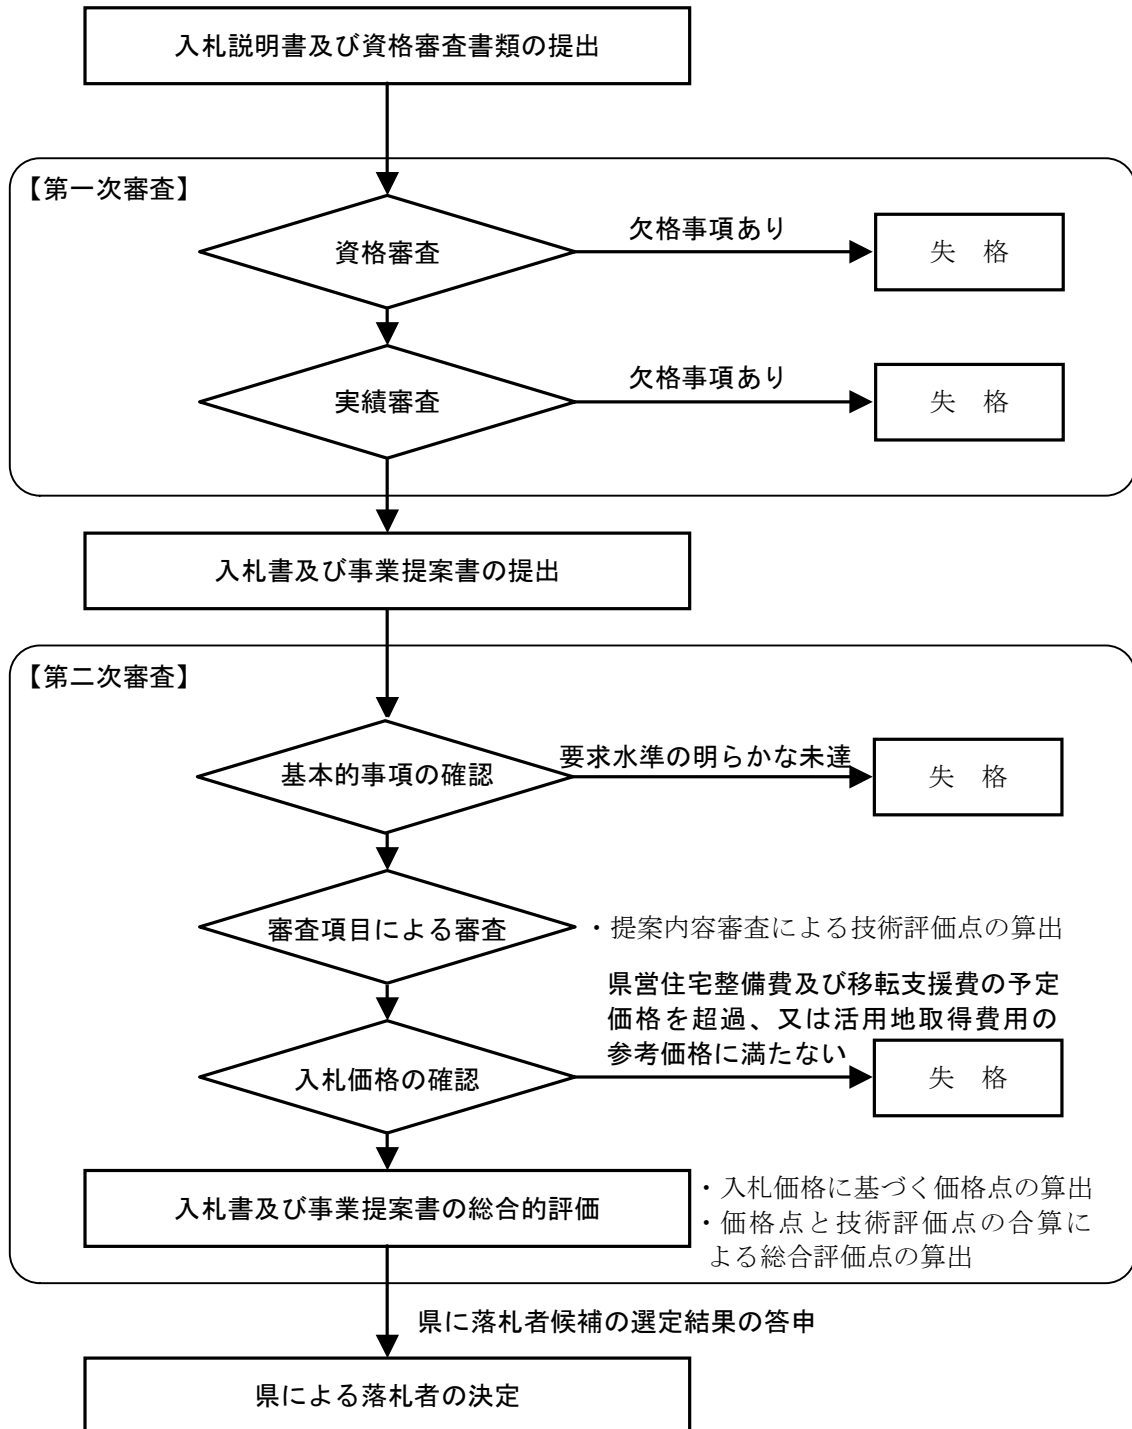 入札説明書及び資格審査書類の提出
【第一次審査】
資格審査
欠格事項あり
失　格
実績審査
欠格事項あり
失　格
入札書及び事業提案書の提出
【第二次審査】
基本的事項の確認
要求水準の明らかな未達
失　格
審査項目による審査
・提案内容審査による技術評価点の算出
県営住宅整備費及び移転支援費の予定
価格を超過、又は活用地取得費用の
参考価格に満たない
入札価格の確認
失　格
入札書及び事業提案書の総合的評価
・入札価格に基づく価格点の算出
・価格点と技術評価点の合算に
よる総合評価点の算出
県に落札者候補の選定結果の答申
県による落札者の決定